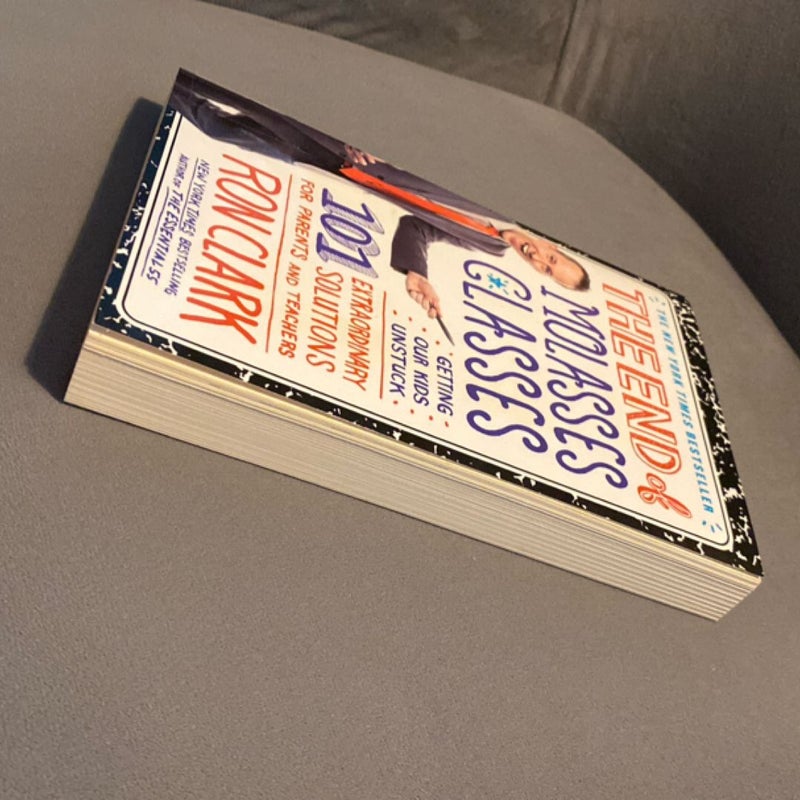 THE NEW YORK TIMES BESTSELLER
THE END of
MOLASSES
CLASSES
GETTING
OUR KIDS
UNSTUCK
101
EXTRAORDINARY
SOLUTIONS
FOR PARENTS AND TEACHERS
RON CLARK
NEW YORK TIMES BESTSELLING
AUTHOR OF THE ESSENTIAL 55